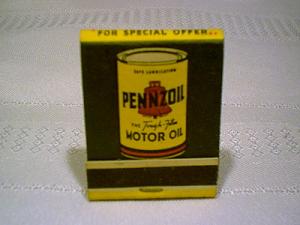 FOR SPECIAL OFFER..
SAFE LUBRICATION
PENNZOIL
THE Tough-Film
MOTOR OIL